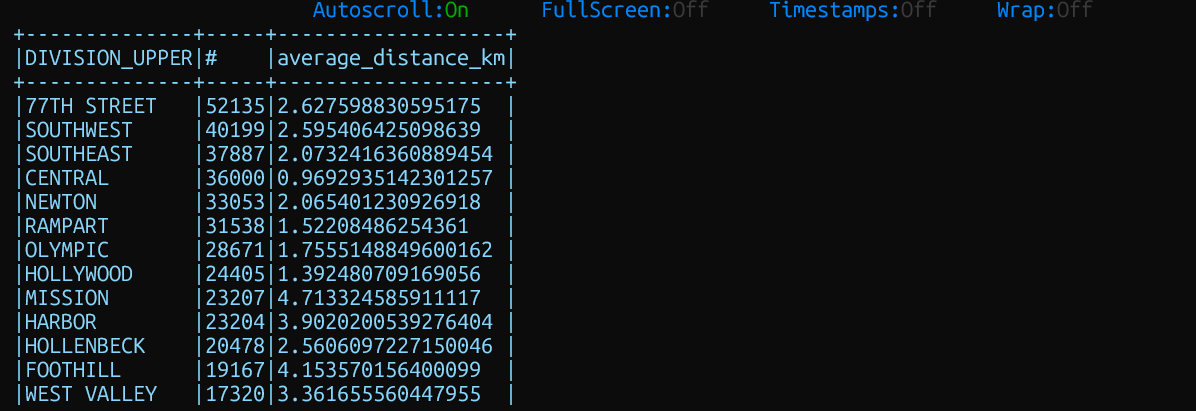 Autoscroll:On FullScreen:Off Timestamps:Off Wrap:Off
+--------------+-----+-------------------+
|DIVISION_UPPER|#    |average_distance_km|
+--------------+-----+-------------------+
|77TH STREET   |52135|2.627598830595175  |
|SOUTHWEST     |40199|2.595406425098639  |
|SOUTHEAST     |37887|2.0732416360889454 |
|CENTRAL       |36000|0.9692935142301257 |
|NEWTON        |33053|2.065401230926918  |
|RAMPART       |31538|1.52208486254361   |
|OLYMPIC       |28671|1.7555148849600162 |
|HOLLYWOOD     |24405|1.392480709169056  |
|MISSION       |23207|4.713324585911117  |
|HARBOR        |23204|3.9020200539276404 |
|HOLLENBECK    |20478|2.5606097227150046 |
|FOOTHILL      |19167|4.153570156400099  |
|WEST VALLEY   |17320|3.361655560447955  |